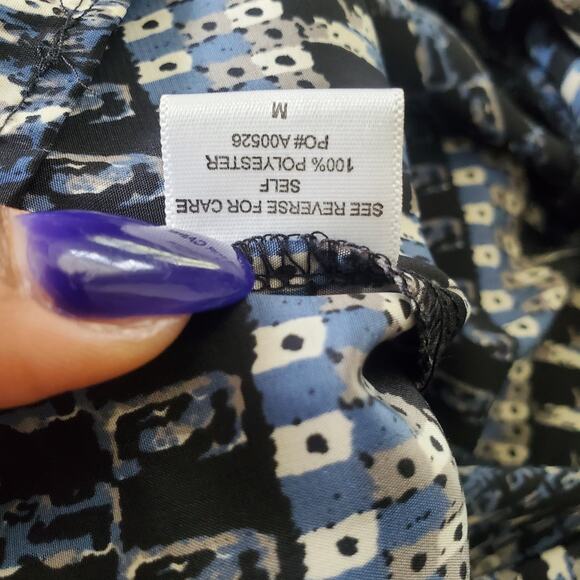 M
PO# A00526
100% POLYESTER
SELF
SEE REVERSE FOR CARE